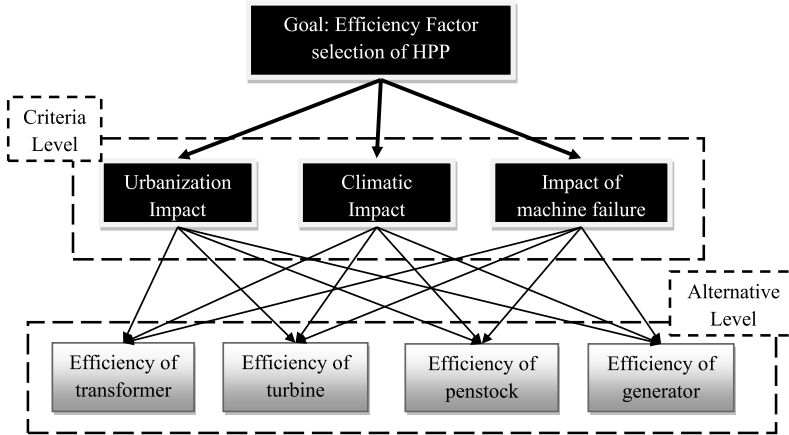 Goal: Efficiency Factor
selection of HPP
Criteria
Level
Urbanization
Impact
Climatic
Impact
Impact of
machine failure
Alternative
Level
Efficiency of
transformer
Efficiency of
turbine
Efficiency of
penstock
Efficiency of
generator